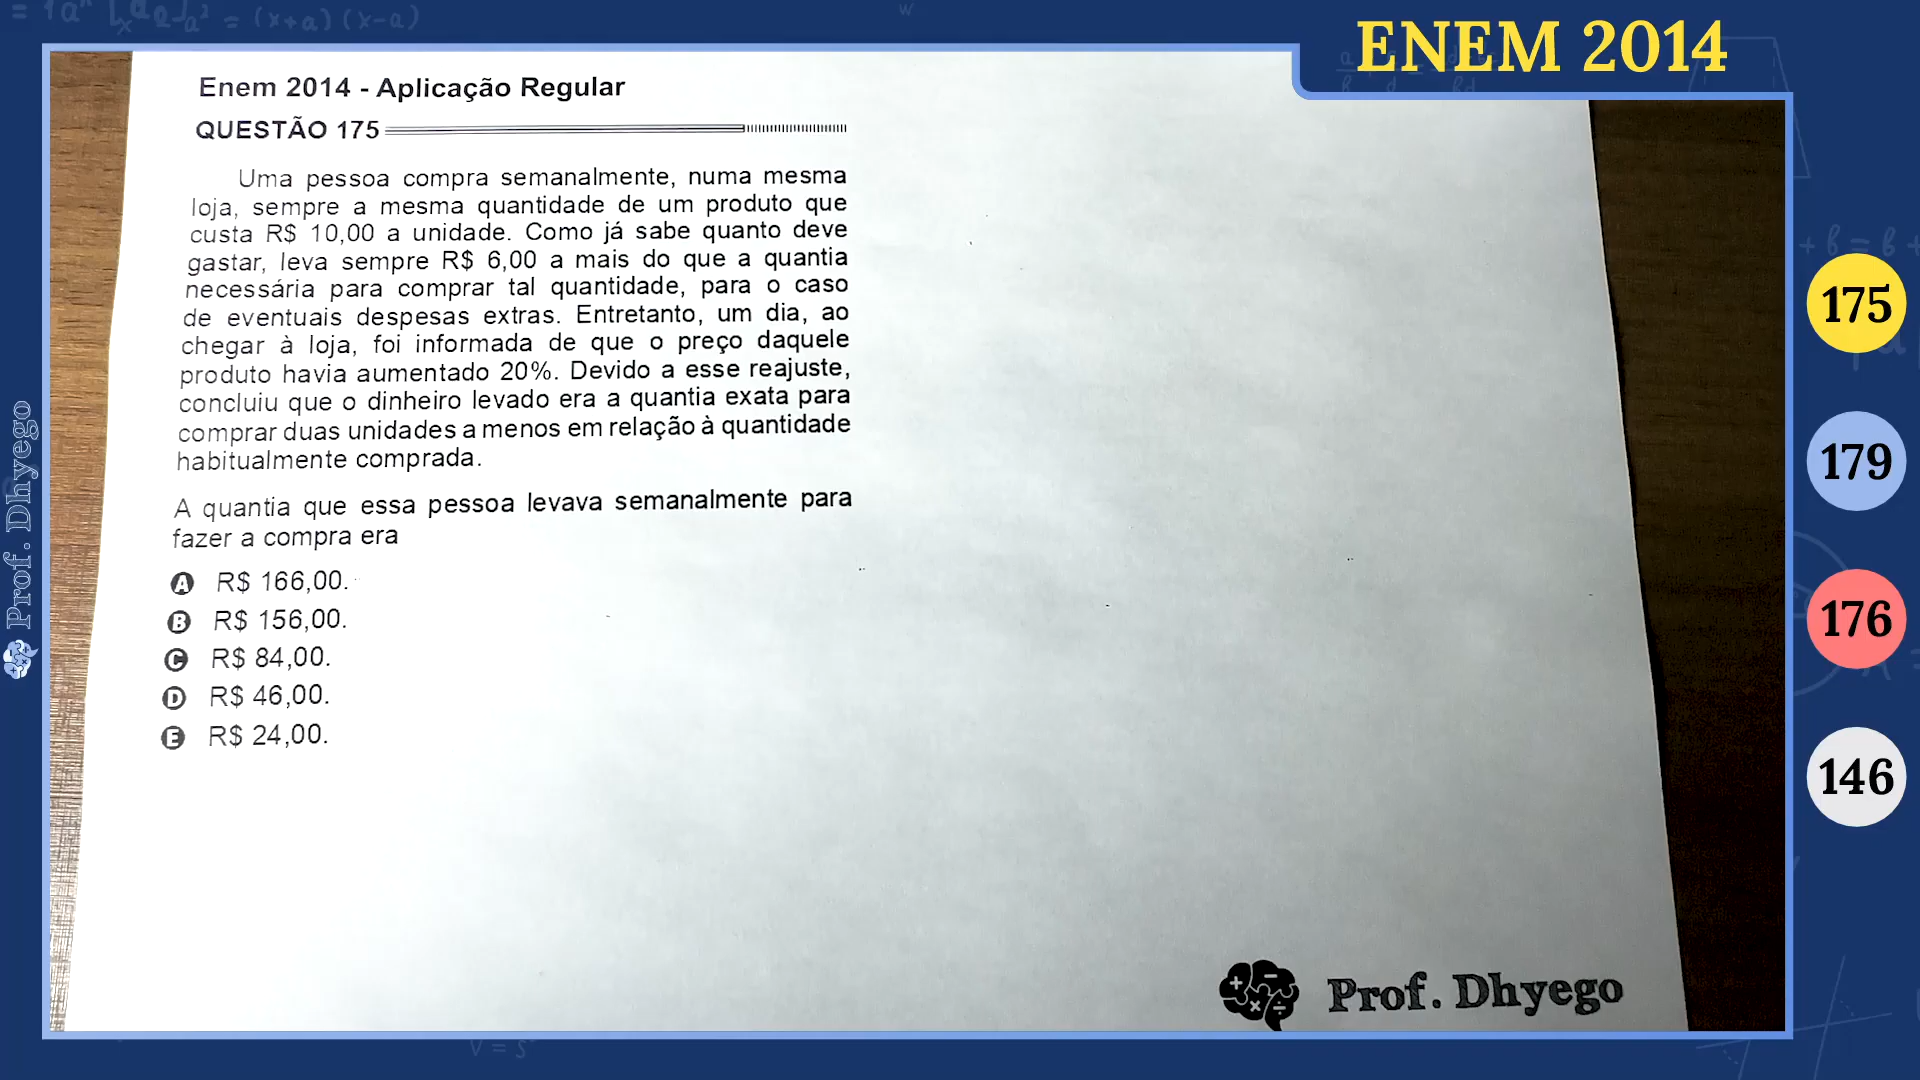 ENEM 2014
Enem 2014 - Aplicação Regular
QUESTÃO 175
Uma pessoa compra semanalmente, numa mesma
loja, sempre a mesma quantidade de um produto que
custa R$ 10,00 a unidade. Como já sabe quanto deve
gastar, leva sempre R$ 6,00 a mais do que a quantia
necessária para comprar tal quantidade, para o caso
de eventuais despesas extras. Entretanto, um dia, ao
chegar à loja, foi informada de que o preço daquele
produto havia aumentado 20%. Devido a esse reajuste,
concluiu que o dinheiro levado era a quantia exata para
comprar duas unidades a menos em relação à quantidade
habitualmente comprada.
A quantia que essa pessoa levava semanalmente para
fazer a compra era
A R$ 166,00.
B R$ 156,00.
C R$ 84,00.
D R$ 46,00.
E R$ 24,00.
175
179
176
146
Prof. Dhyego
Prof. Dhyego